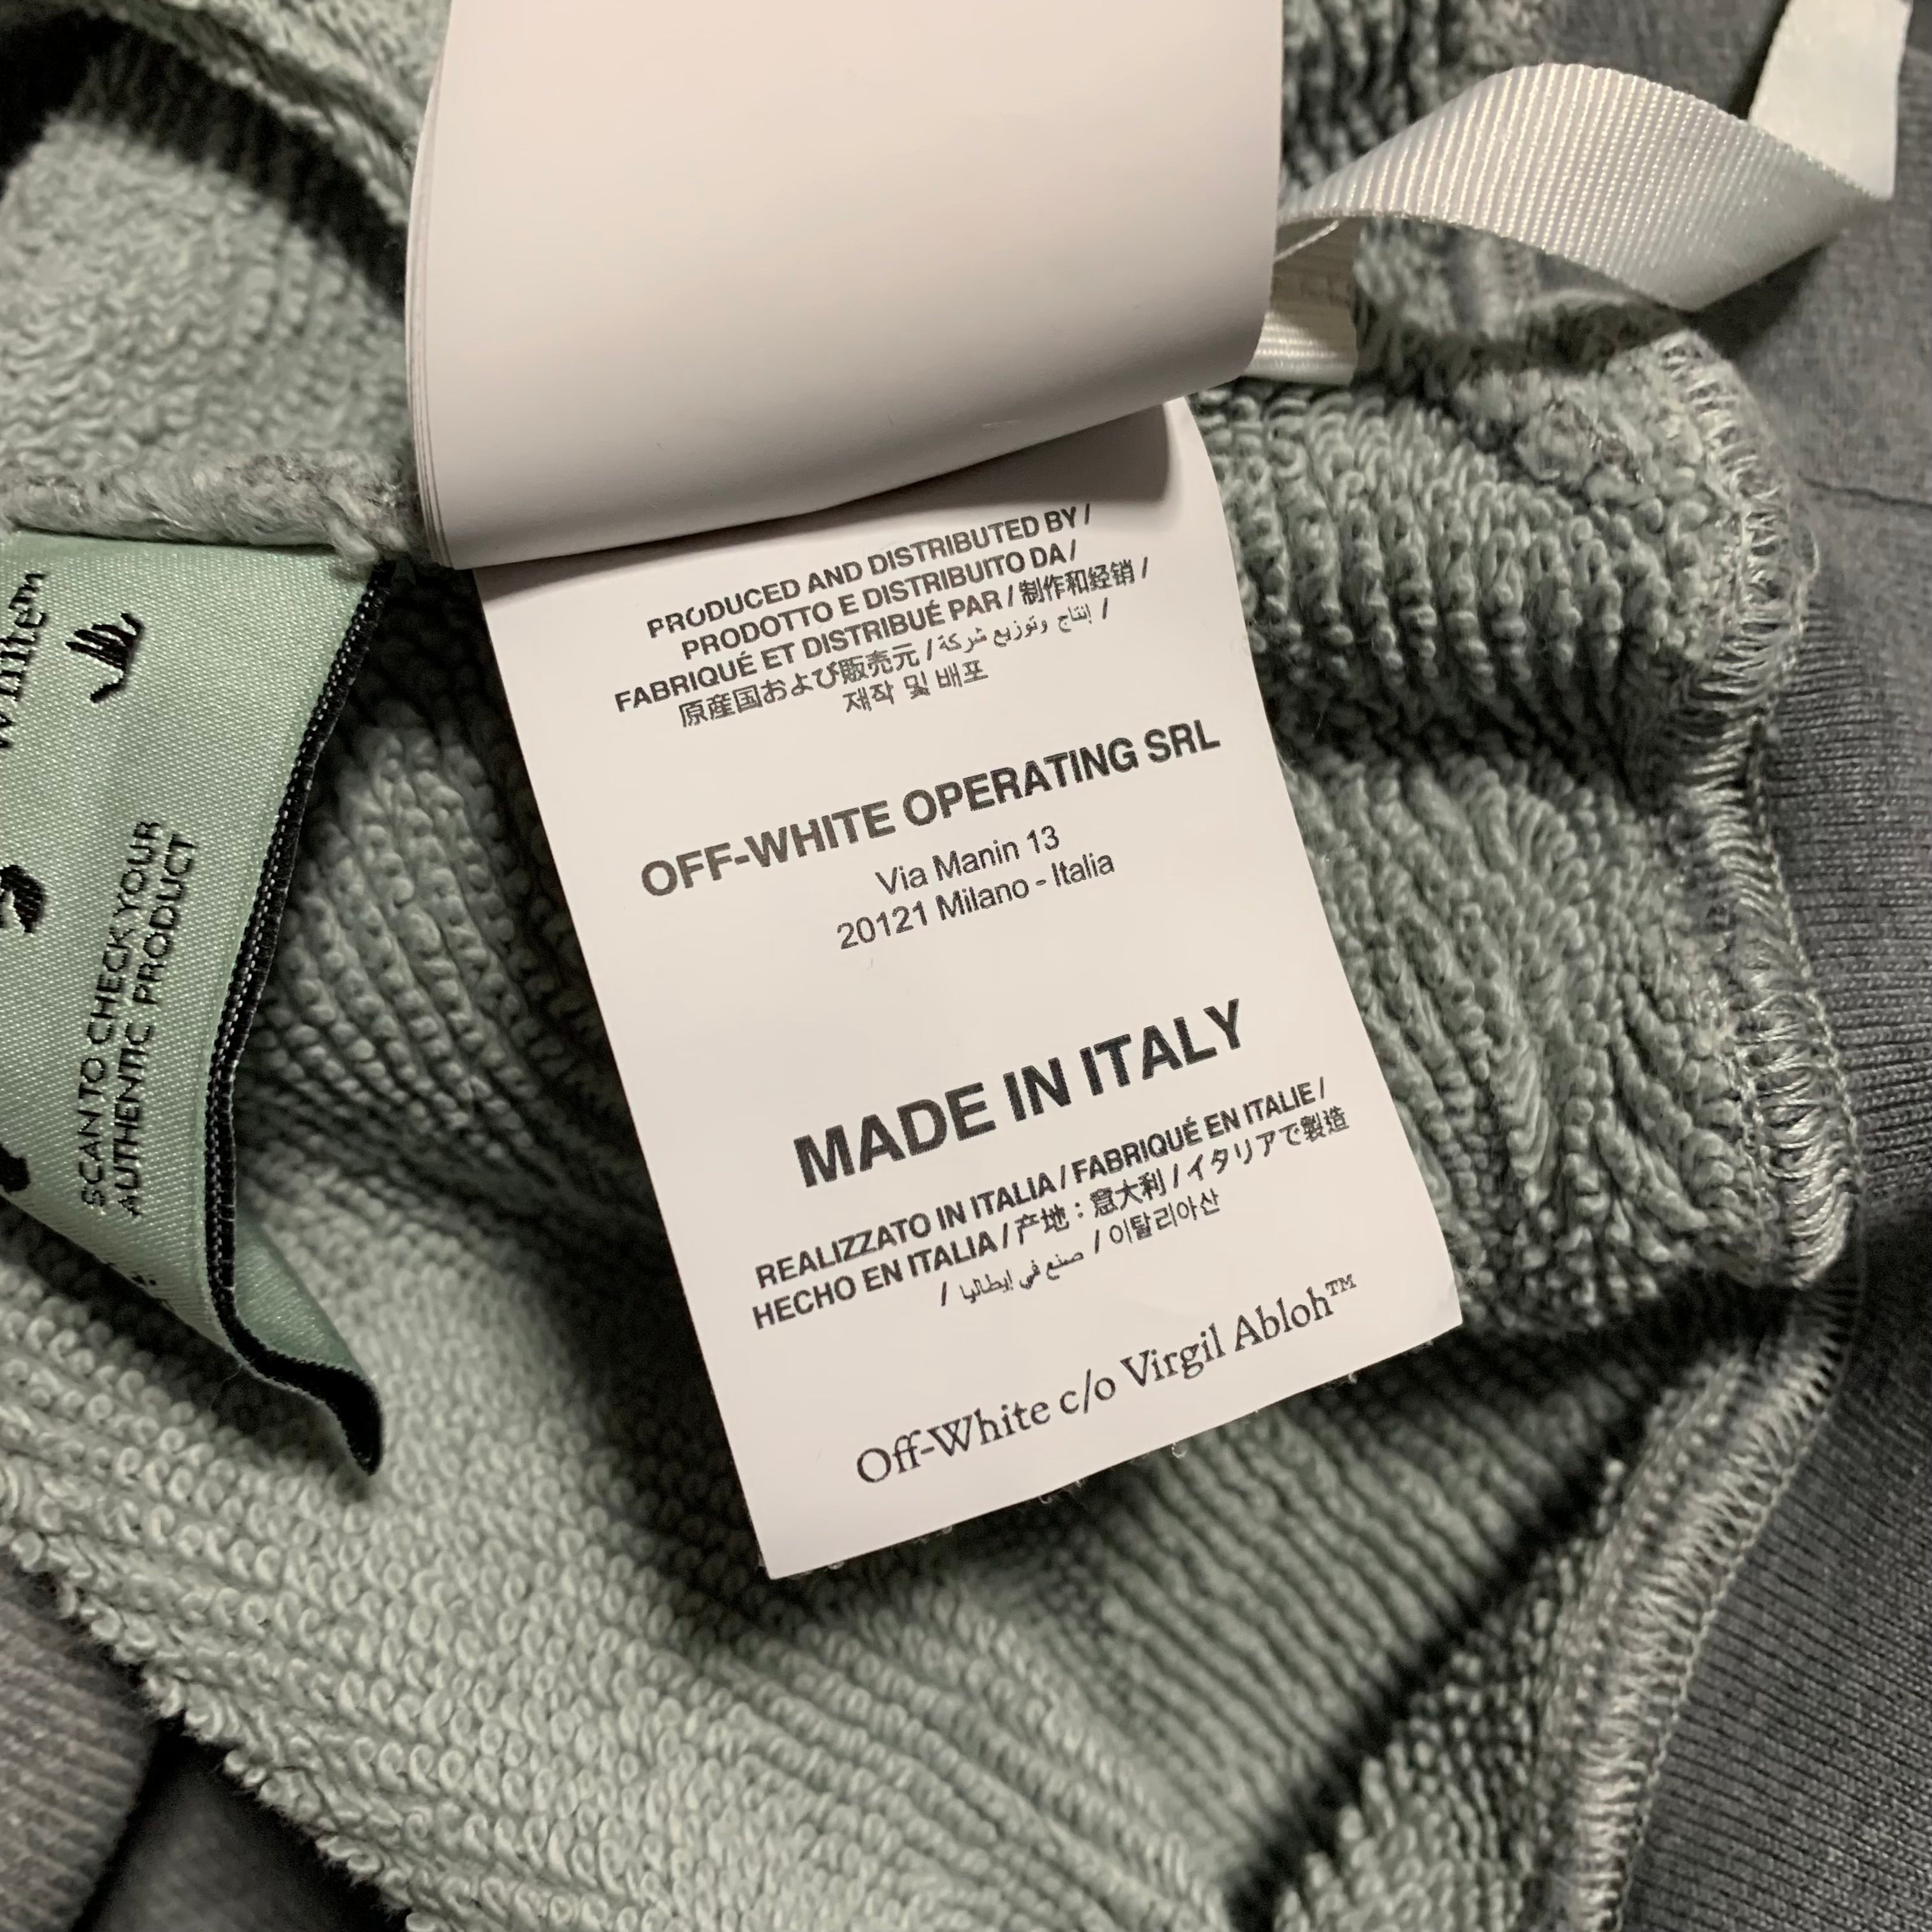 PRODUCED AND DISTRIBUTED BY /
PRODOTTO E DISTRIBUITO DA /
FABRIQUÉ ET DISTRIBUÉ PAR / 制作和经销 /
原産国および販売元 / إنتاج وتوزيع شركة /
제작 및 배포
OFF-WHITE OPERATING SRL
Via Manin 13
20121 Milano - Italia
MADE IN ITALY
REALIZZATO IN ITALIA / FABRIQUÉ EN ITALIE /
HECHO EN ITALIA / 产地：意大利 / イタリアで製造
/ صنع في إيطاليا / 이탈리아산
Off-White c/o Virgil Abloh™
SCAN TO CHECK YOUR
AUTHENTIC PRODUCT